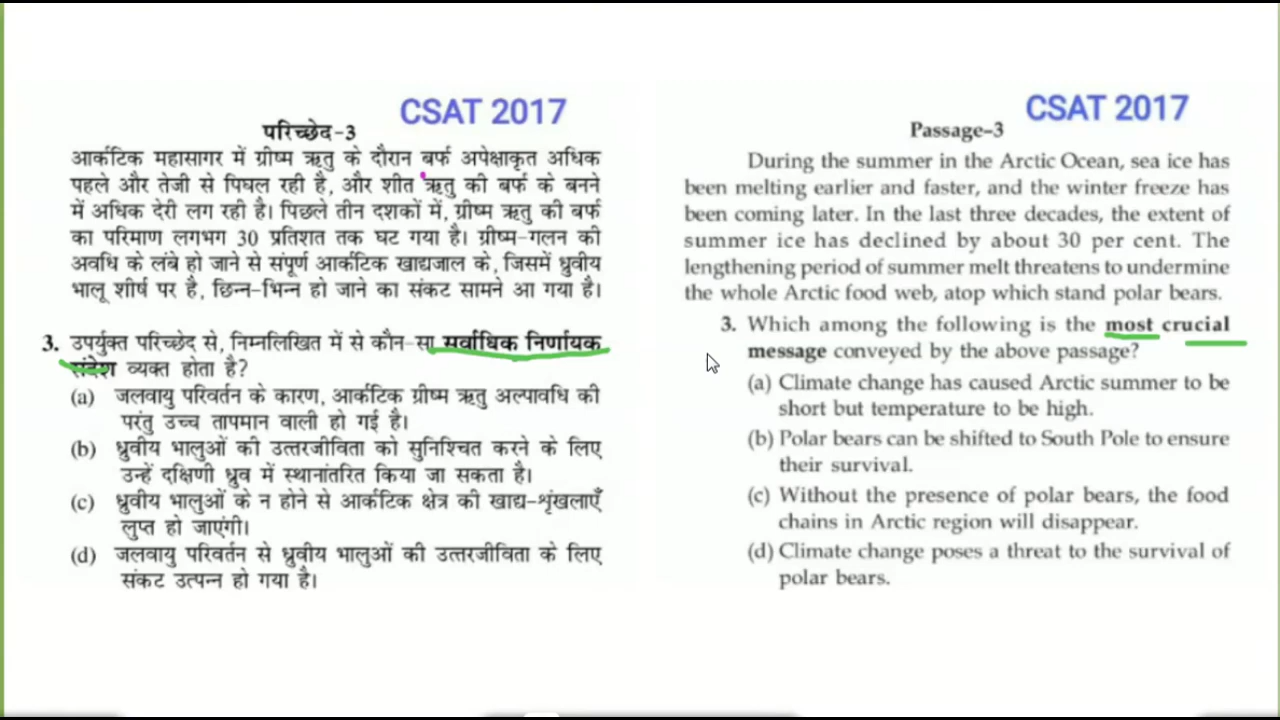 CSAT 2017
परिच्छेद-3
आर्कटिक महासागर में ग्रीष्म ऋतु के दौरान बर्फ अपेक्षाकृत अधिक
पहले और तेजी से पिघल रही है, और शीत ऋतु की बर्फ के बनने
में अधिक देरी लग रही है। पिछले तीन दशकों में, ग्रीष्म ऋतु की बर्फ
का परिमाण लगभग 30 प्रतिशत तक घट गया है। ग्रीष्म-गलन की
अवधि के लंबे हो जाने से संपूर्ण आर्कटिक खाद्यजाल के, जिसमें ध्रुवीय
भालू शीर्ष पर है, छिन्न-भिन्न हो जाने का संकट सामने आ गया है।
3. उपर्युक्त परिच्छेद से, निम्नलिखित में से कौन-सा सर्वाधिक निर्णायक
संदेश व्यक्त होता है?
(a) जलवायु परिवर्तन के कारण, आर्कटिक ग्रीष्म ऋतु अल्पावधि की
परंतु उच्च तापमान वाली हो गई है।
(b) ध्रुवीय भालुओं की उत्तरजीविता को सुनिश्चित करने के लिए
उन्हें दक्षिणी ध्रुव में स्थानांतरित किया जा सकता है।
(c) ध्रुवीय भालुओं के न होने से आर्कटिक क्षेत्र की खाद्य-शृंखलाएँ
लुप्त हो जाएंगी।
(d) जलवायु परिवर्तन से ध्रुवीय भालुओं की उत्तरजीविता के लिए
संकट उत्पन्न हो गया है।
CSAT 2017
Passage-3
During the summer in the Arctic Ocean, sea ice has
been melting earlier and faster, and the winter freeze has
been coming later. In the last three decades, the extent of
summer ice has declined by about 30 per cent. The
lengthening period of summer melt threatens to undermine
the whole Arctic food web, atop which stand polar bears.
3. Which among the following is the most crucial
message conveyed by the above passage?
(a) Climate change has caused Arctic summer to be
short but temperature to be high.
(b) Polar bears can be shifted to South Pole to ensure
their survival.
(c) Without the presence of polar bears, the food
chains in Arctic region will disappear.
(d) Climate change poses a threat to the survival of
polar bears.